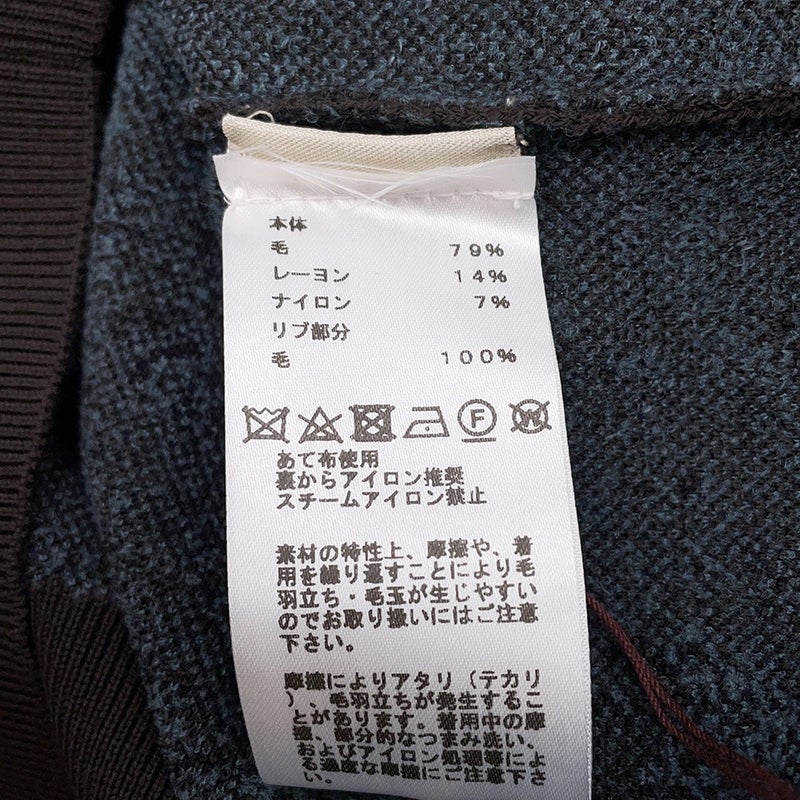 本体
毛 79%
レーヨン 14%
ナイロン 7%
リブ部分
毛 100%
F W
あて布使用
裏からアイロン推奨
スチームアイロン禁止
素材の特性上、摩擦や、着
用を繰り返すことにより毛
羽立ち・毛玉が生じやすい
のでお取り扱いにはご注意
下さい。
摩擦によりアタリ(テカリ
)、毛羽立ちが発生するこ
とがあります。着用中の摩
擦、部分的なつまみ洗い、
およびアイロン処理等によ
る過度な摩擦にご注意下さ
い。